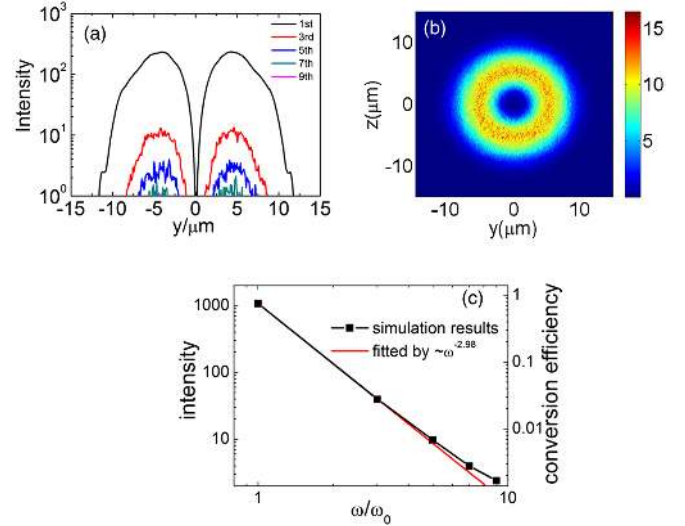 (a)
1st
3rd
5th
7th
9th
Intensity
10³
10²
10¹
10⁰
-15 -10 -5 0 5 10 15
y/μm
(b)
z(μm)
10
0
-10
-10 0 10
y(μm)
15
10
5
(c)
simulation results
fitted by ~ω^-2.98
intensity
1000
100
10
1 10
ω/ω₀
1
0.1
0.01
conversion efficiency